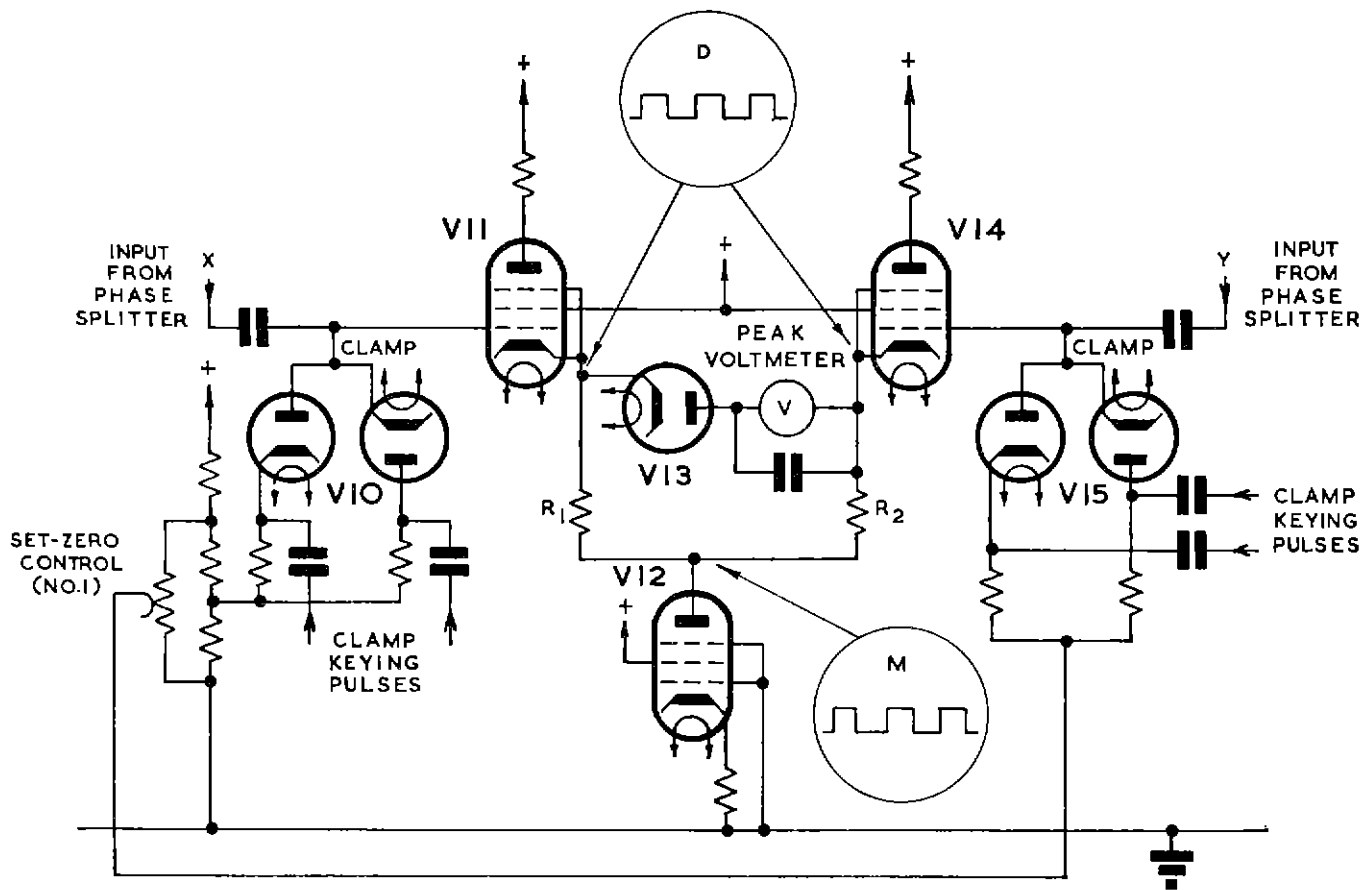 D
+
+
V11
V14
INPUT
FROM
PHASE
SPLITTER
X
+
Y
INPUT
FROM
PHASE
SPLITTER
PEAK
VOLTMETER
CLAMP
CLAMP
+
V
V10
V13
V15
R1
R2
CLAMP
KEYING
PULSES
SET-ZERO
CONTROL
(NO.1)
V12
+
CLAMP
KEYING
PULSES
M